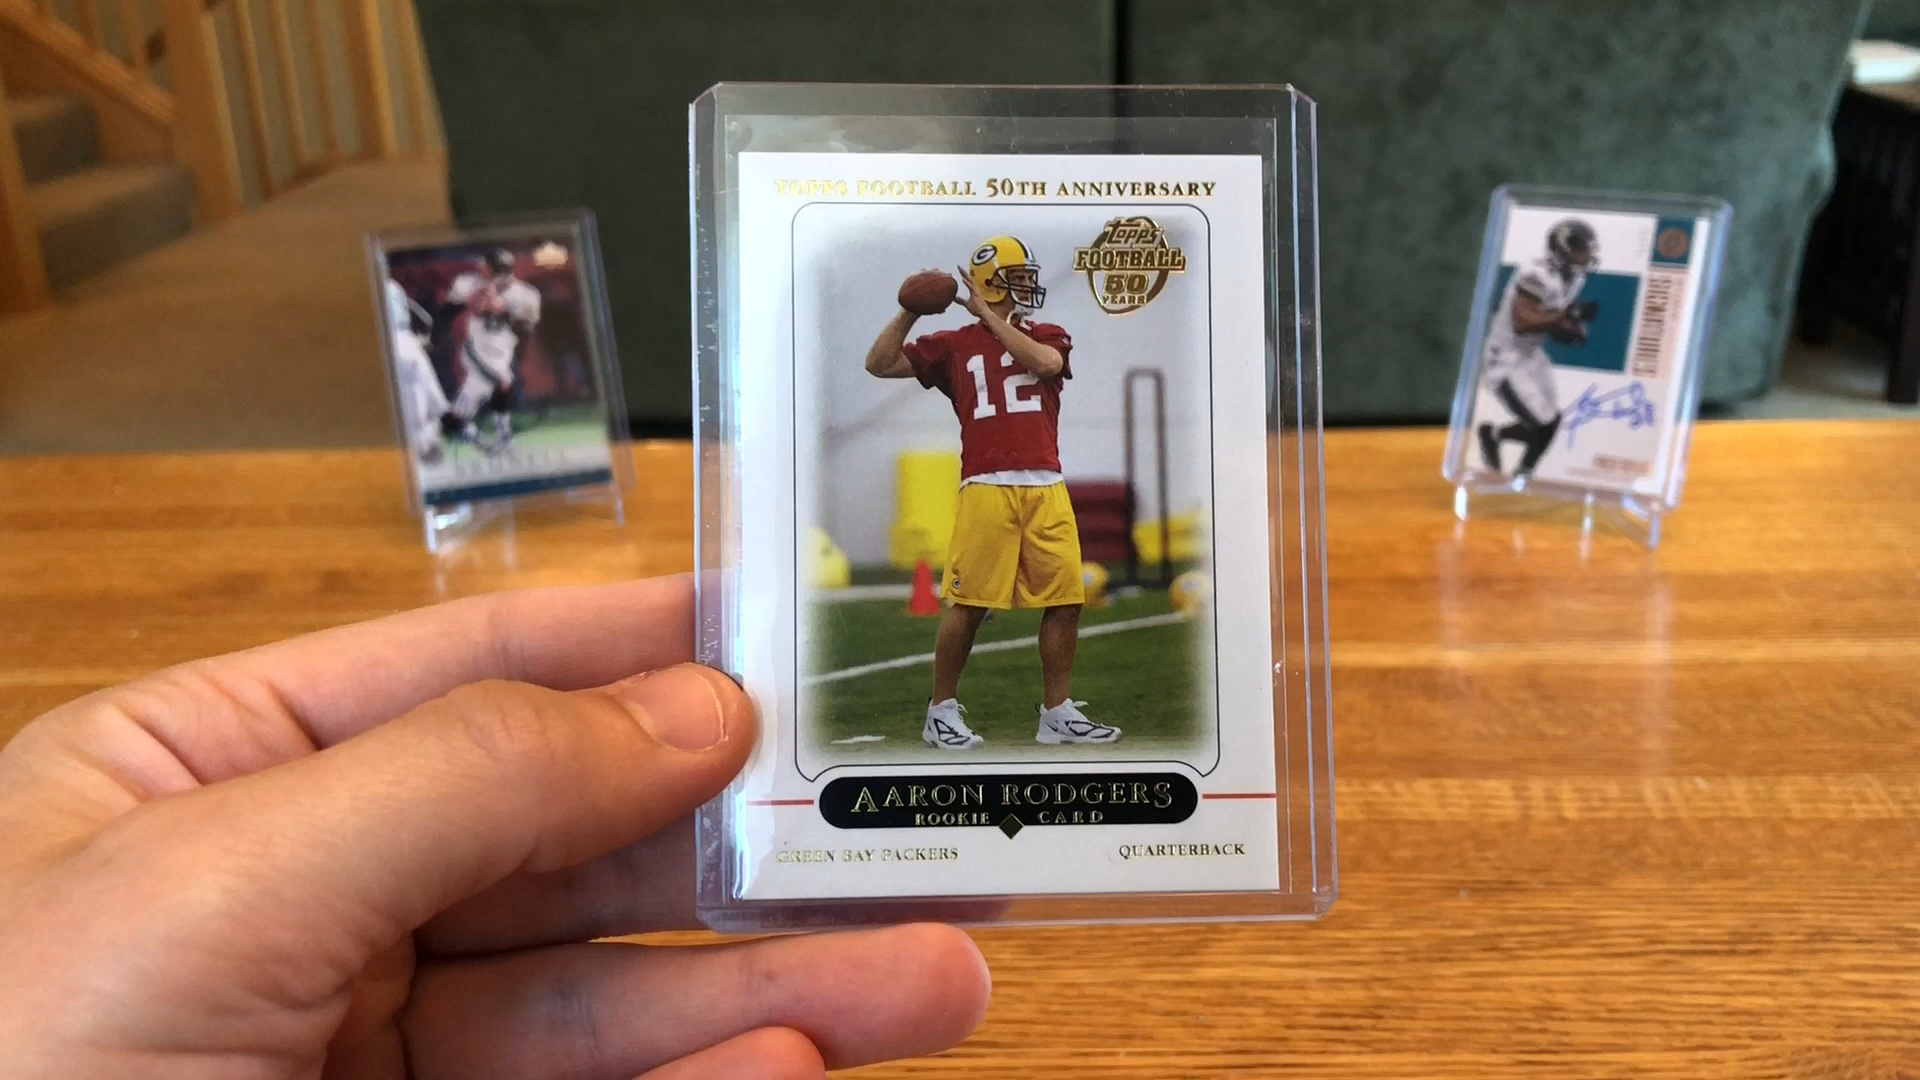 TOPPS FOOTBALL 50TH ANNIVERSARY
Topps
FOOTBALL
50
YEARS
12
AARON RODGERS
ROOKIE CARD
GREEN BAY PACKERS
QUARTERBACK